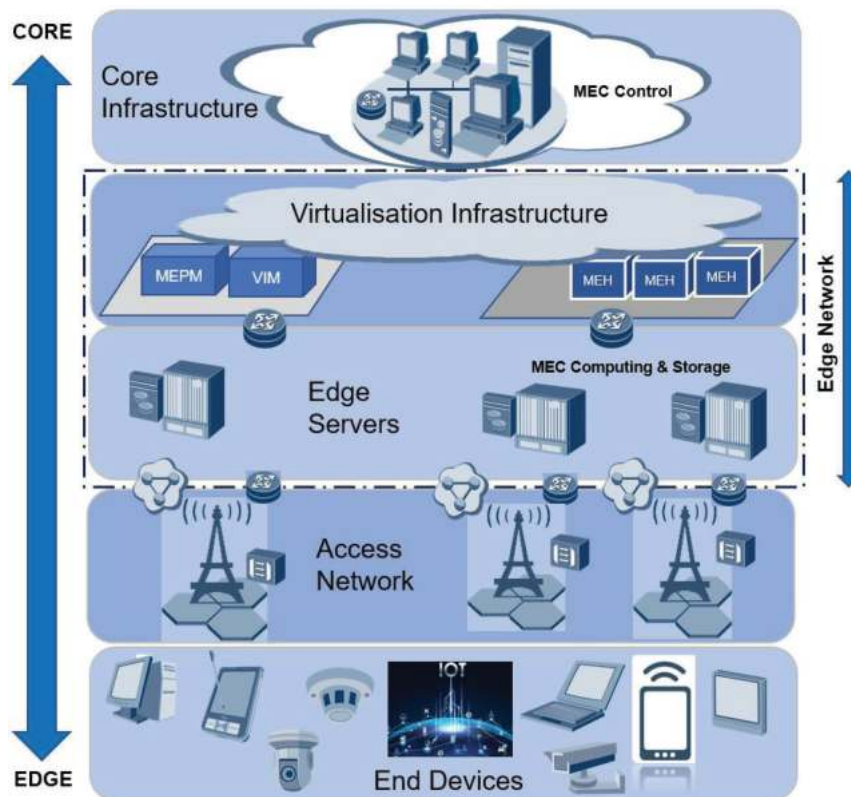 CORE
Core
Infrastructure
MEC Control
Virtualisation Infrastructure
MEPM
VIM
MEH
MEH
MEH
Edge Network
MEC Computing & Storage
Edge
Servers
Access
Network
IOT
End Devices
EDGE